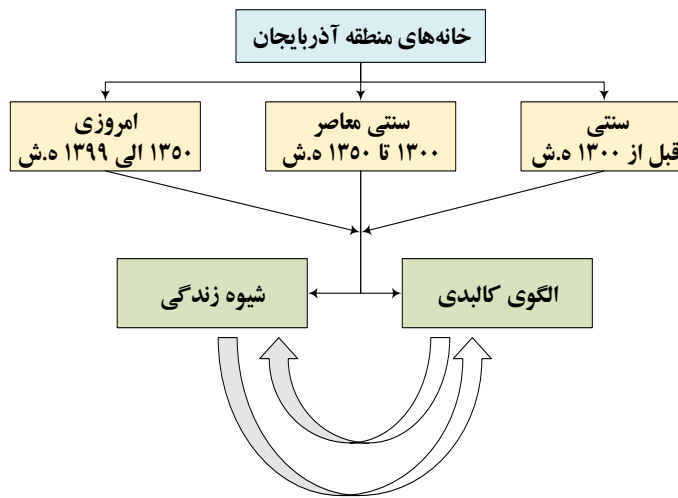 خانه‌های منطقه آذربایجان
سنتی
قبل از ۱۳۰۰ ه.ش
سنتی معاصر
۱۳۰۰ تا ۱۳۵۰ ه.ش
امروزی
۱۳۵۰ الی ۱۳۹۹ ه.ش
الگوی کالبدی
شیوه زندگی